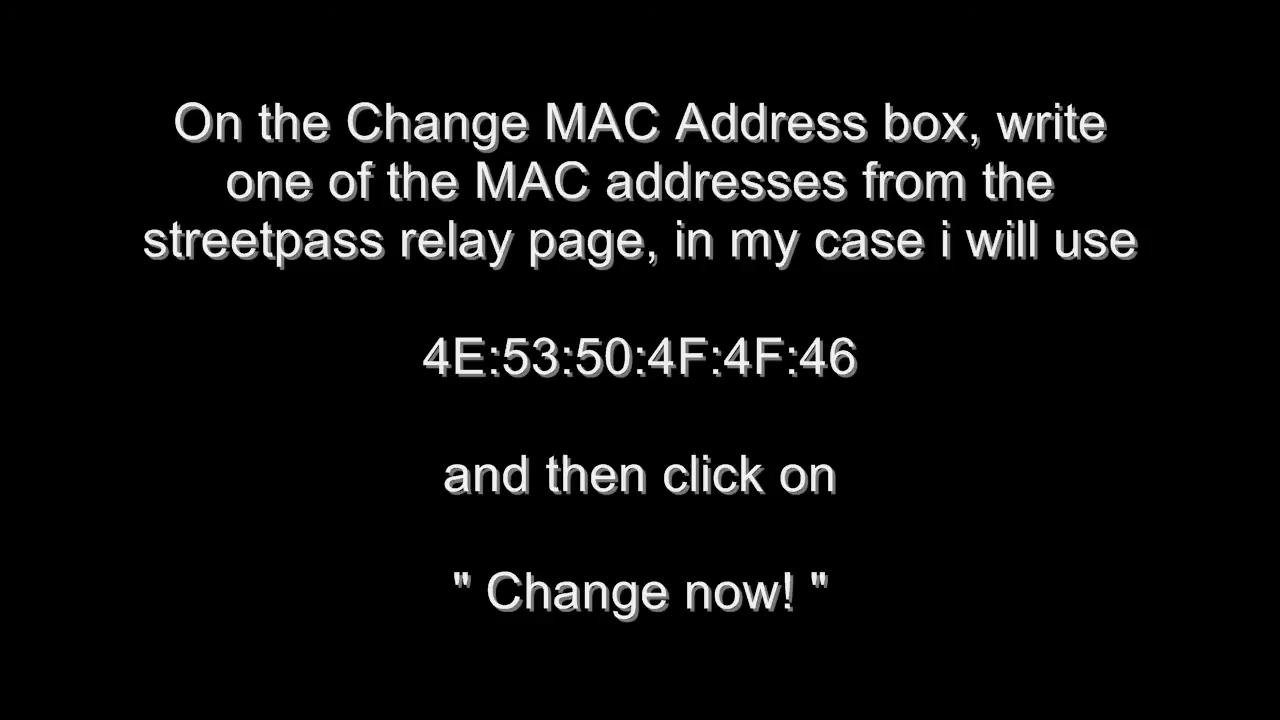 On the Change MAC Address box, write
one of the MAC addresses from the
streetpass relay page, in my case i will use
4E:53:50:4F:4F:46
and then click on
" Change now! "